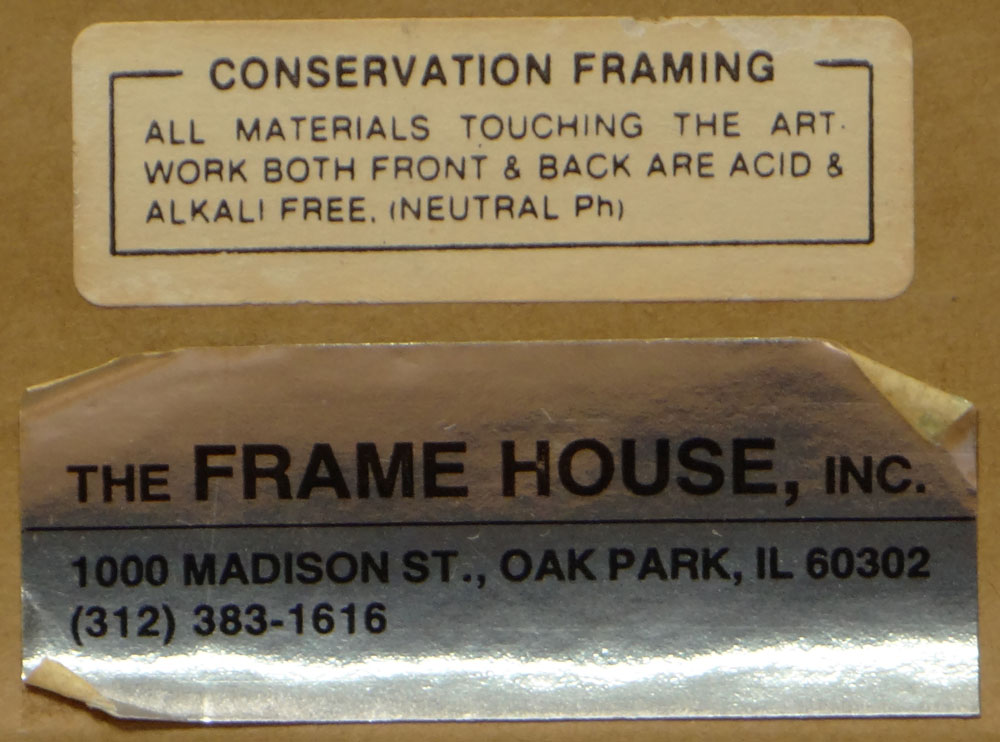 CONSERVATION FRAMING
ALL MATERIALS TOUCHING THE ART-
WORK BOTH FRONT & BACK ARE ACID &
ALKALI FREE. (NEUTRAL Ph)
THE FRAME HOUSE, INC.
1000 MADISON ST., OAK PARK, IL 60302
(312) 383-1616